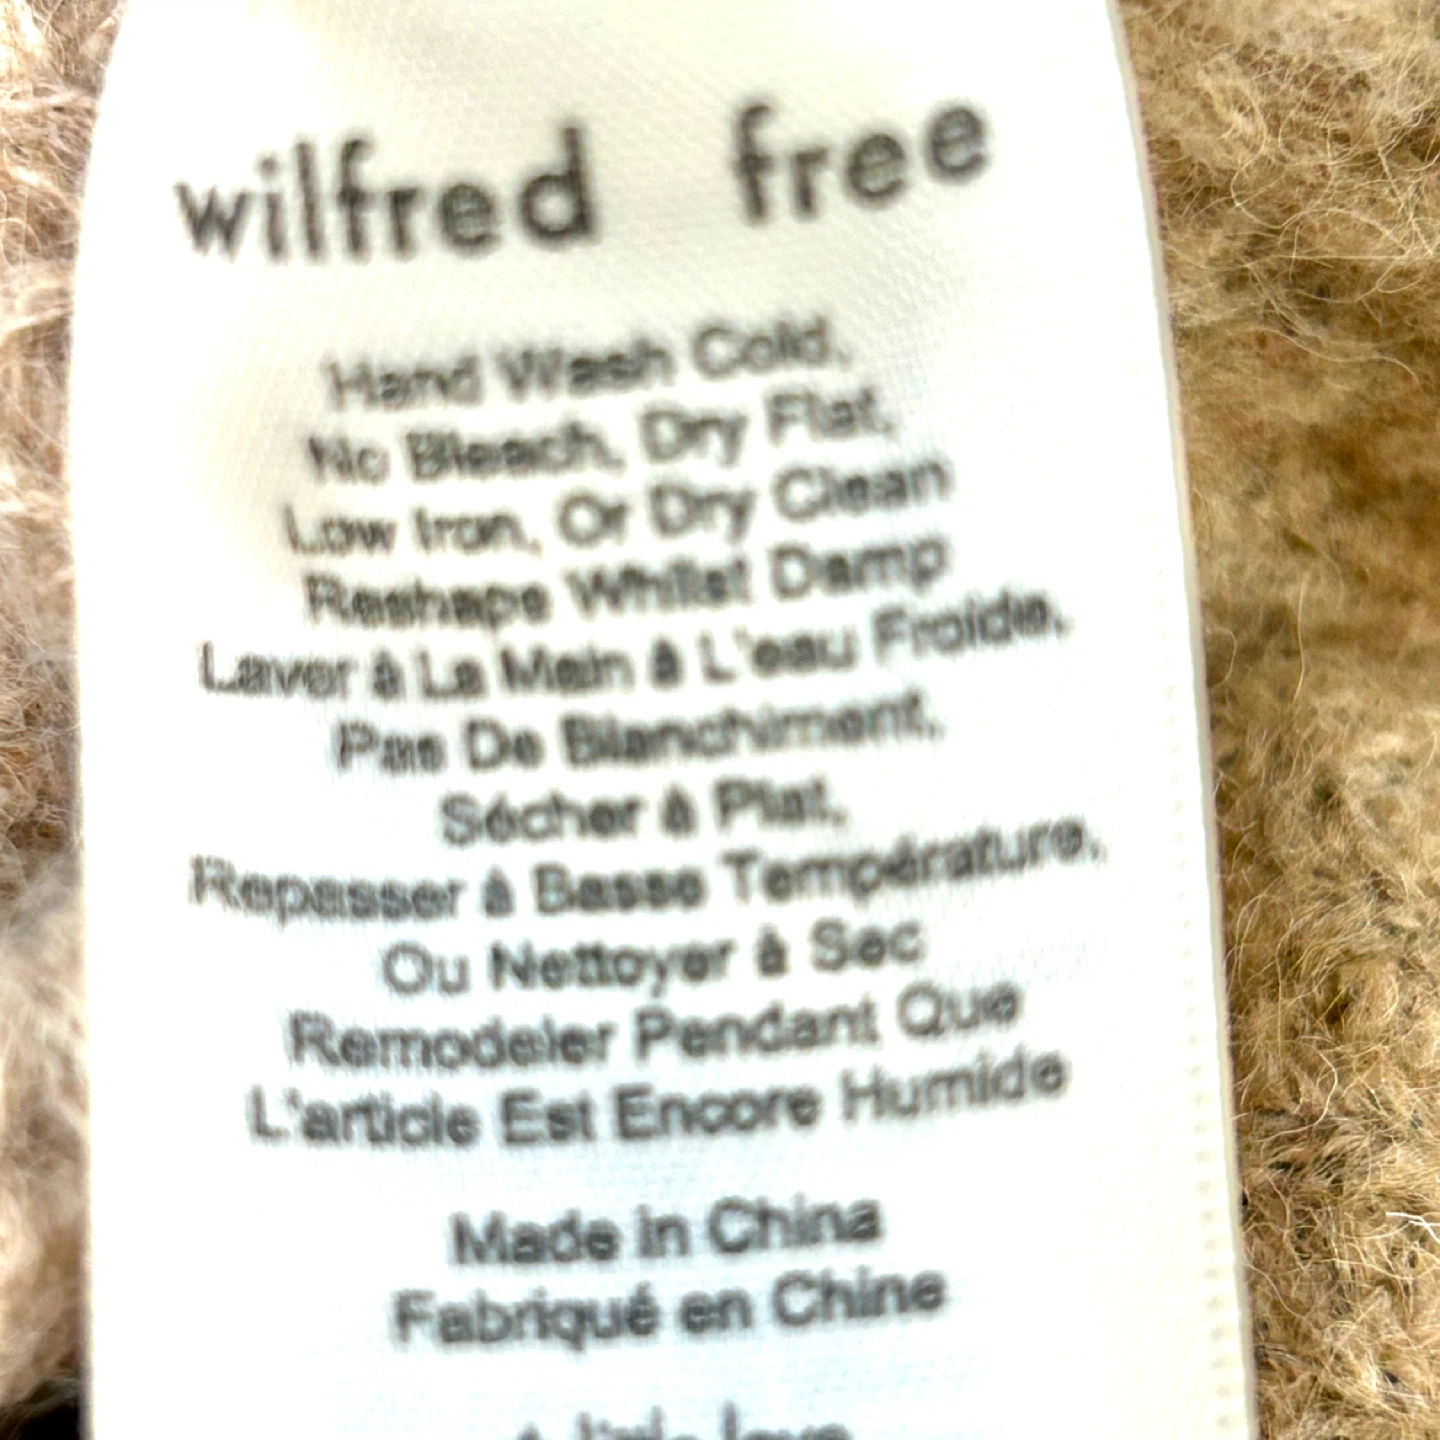 wilfred free
Hand Wash Cold,
No Bleach, Dry Flat,
Low Iron, Or Dry Clean
Reshape Whilst Damp
Laver à La Main à L'eau Froide,
Pas De Blanchiment,
Sécher à Plat,
Repasser à Basse Température,
Ou Nettoyer à Sec
Remodeler Pendant Que
L'article Est Encore Humide
Made in China
Fabriqué en Chine